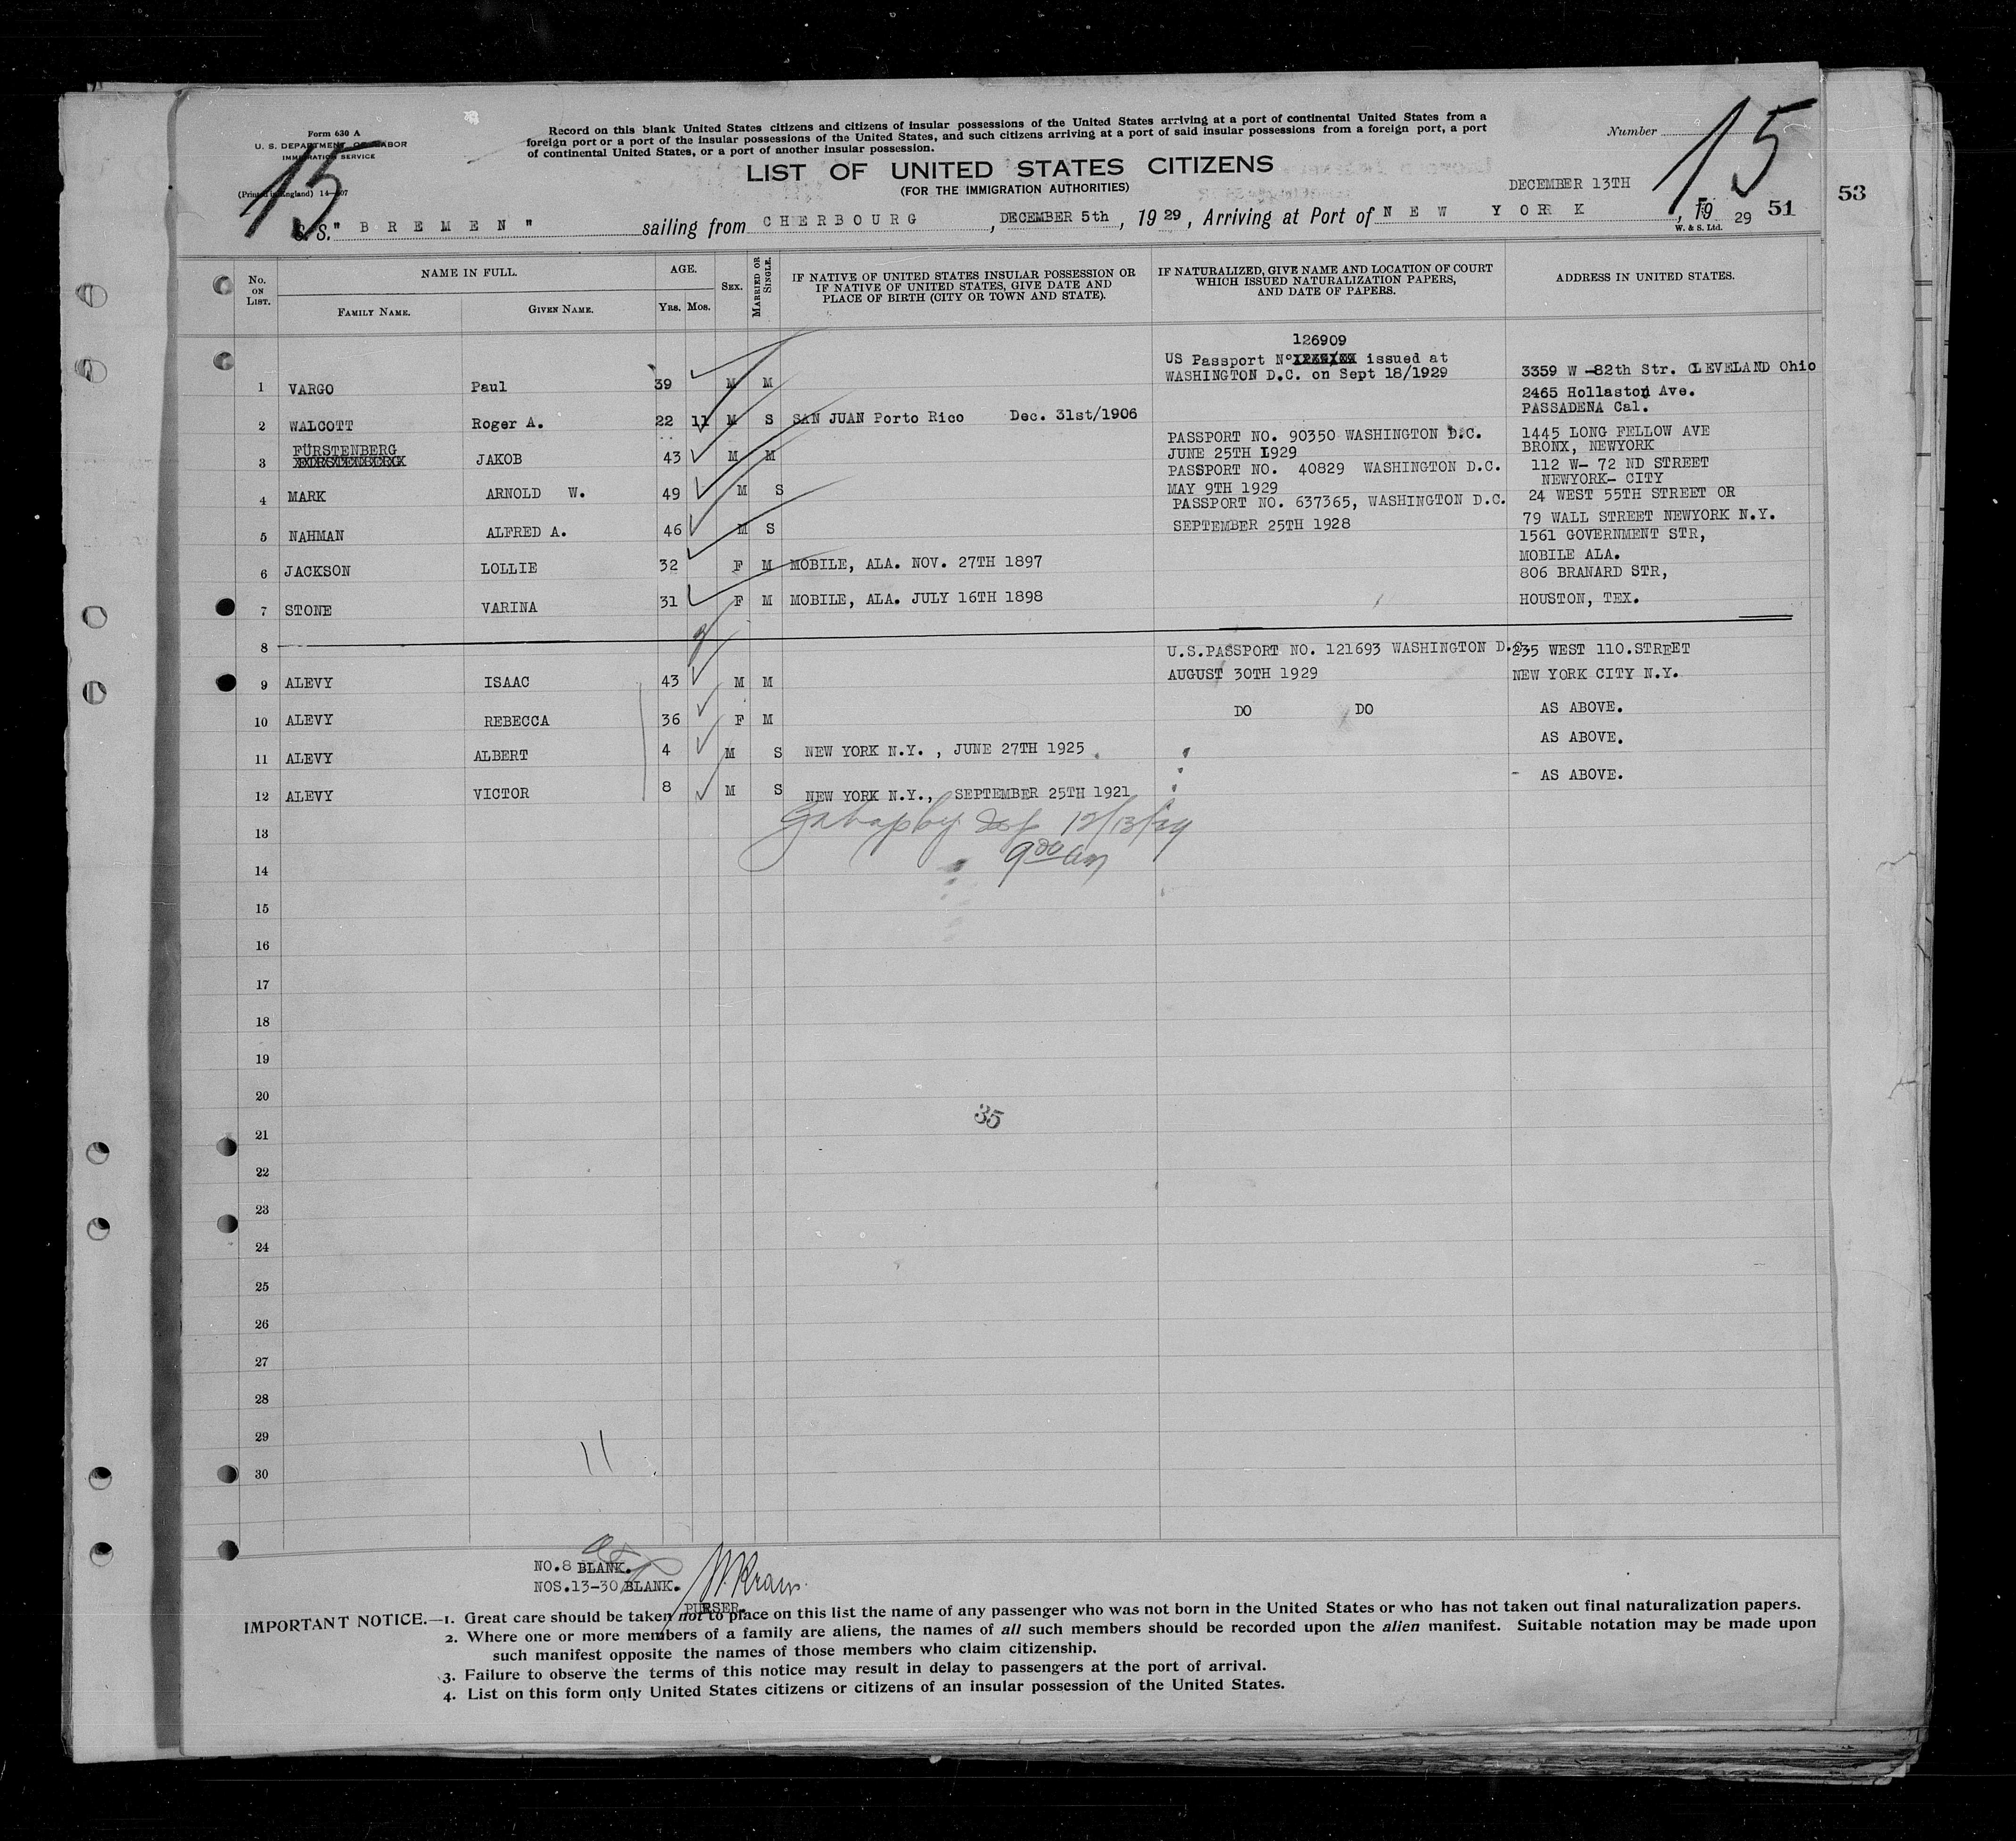 Form 630 A
U. S. DEPARTMENT OF LABOR
IMMIGRATION SERVICE
(Printed in England) 14—
15
Record on this blank United States citizens and citizens of insular possessions of the United States arriving at a port of continental United States from a
foreign port or a port of the insular possessions of the United States, and such citizens arriving at a port of said insular possessions from a foreign port, a port
of continental United States, or a port of another insular possession.
Number
15
LIST OF UNITED STATES CITIZENS
(FOR THE IMMIGRATION AUTHORITIES)
DECEMBER 13TH
53
S.S." B R E M E N " sailing from C H E R B O U R G , DECEMBER 5th , 19 29 , Arriving at Port of N E W Y O R K , 19 29 51
W. & S. Ltd.
No. ON LIST.
NAME IN FULL.
FAMILY NAME.
GIVEN NAME.
AGE.
YRS. MOS.
SEX.
MARRIED OR SINGLE.
IF NATIVE OF UNITED STATES INSULAR POSSESSION OR
IF NATIVE OF UNITED STATES, GIVE DATE AND
PLACE OF BIRTH (CITY OR TOWN AND STATE).
IF NATURALIZED, GIVE NAME AND LOCATION OF COURT
WHICH ISSUED NATURALIZATION PAPERS,
AND DATE OF PAPERS.
ADDRESS IN UNITED STATES.
126909
US Passport Nº issued at
1 VARGO Paul 39 M M WASHINGTON D.C. on Sept 18/1929 3359 W -82th Str. CLEVELAND Ohio
2465 Hollaston Ave.
2 WALCOTT Roger A. 22 11 M S SAN JUAN Porto Rico Dec. 31st/1906 PASSADENA Cal.
FÜRSTENBERG PASSPORT NO. 90350 WASHINGTON D.C. 1445 LONG FELLOW AVE
3 JAKOB 43 M M JUNE 25TH 1929 BRONX, NEWYORK
PASSPORT NO. 40829 WASHINGTON D.C. 112 W- 72 ND STREET
4 MARK ARNOLD W. 49 M S MAY 9TH 1929 NEWYORK- CITY
PASSPORT NO. 637365, WASHINGTON D.C. 24 WEST 55TH STREET OR
5 NAHMAN ALFRED A. 46 M S SEPTEMBER 25TH 1928 79 WALL STREET NEWYORK N.Y.
1561 GOVERNMENT STR,
6 JACKSON LOLLIE 32 F M MOBILE, ALA. NOV. 27TH 1897 MOBILE ALA.
806 BRANARD STR,
7 STONE VARINA 31 F M MOBILE, ALA. JULY 16TH 1898 HOUSTON, TEX.
8
U.S.PASSPORT NO. 121693 WASHINGTON D.C. 235 WEST 110.STREET
9 ALEVY ISAAC 43 M M AUGUST 30TH 1929 NEW YORK CITY N.Y.
10 ALEVY REBECCA 36 F M DO DO AS ABOVE.
11 ALEVY ALBERT 4 M S NEW YORK N.Y. , JUNE 27TH 1925 AS ABOVE.
12 ALEVY VICTOR 8 M S NEW YORK N.Y., SEPTEMBER 25TH 1921 - AS ABOVE.
13 12/13/29
9 00 am
14
15
16
17
18
19
20
35
21
22
23
24
25
26
27
28
29
11
30
NO.8 BLANK.
NOS.13-30 BLANK.
PURSER.
IMPORTANT NOTICE.—1. Great care should be taken not to place on this list the name of any passenger who was not born in the United States or who has not taken out final naturalization papers.
2. Where one or more members of a family are aliens, the names of all such members should be recorded upon the alien manifest. Suitable notation may be made upon
such manifest opposite the names of those members who claim citizenship.
3. Failure to observe the terms of this notice may result in delay to passengers at the port of arrival.
4. List on this form only United States citizens or citizens of an insular possession of the United States.